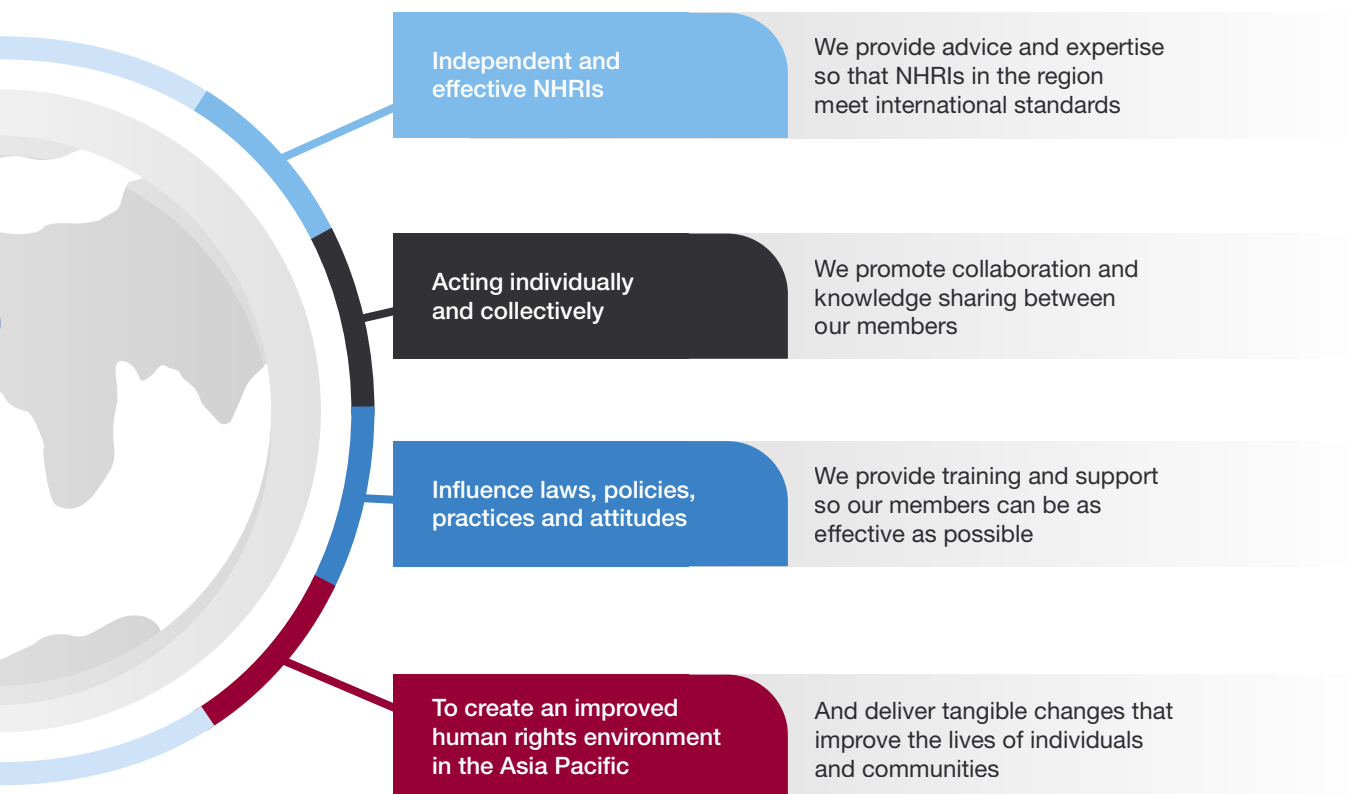 Independent and
effective NHRIs
We provide advice and expertise
so that NHRIs in the region
meet international standards
Acting individually
and collectively
We promote collaboration and
knowledge sharing between
our members
Influence laws, policies,
practices and attitudes
We provide training and support
so our members can be as
effective as possible
To create an improved
human rights environment
in the Asia Pacific
And deliver tangible changes that
improve the lives of individuals
and communities